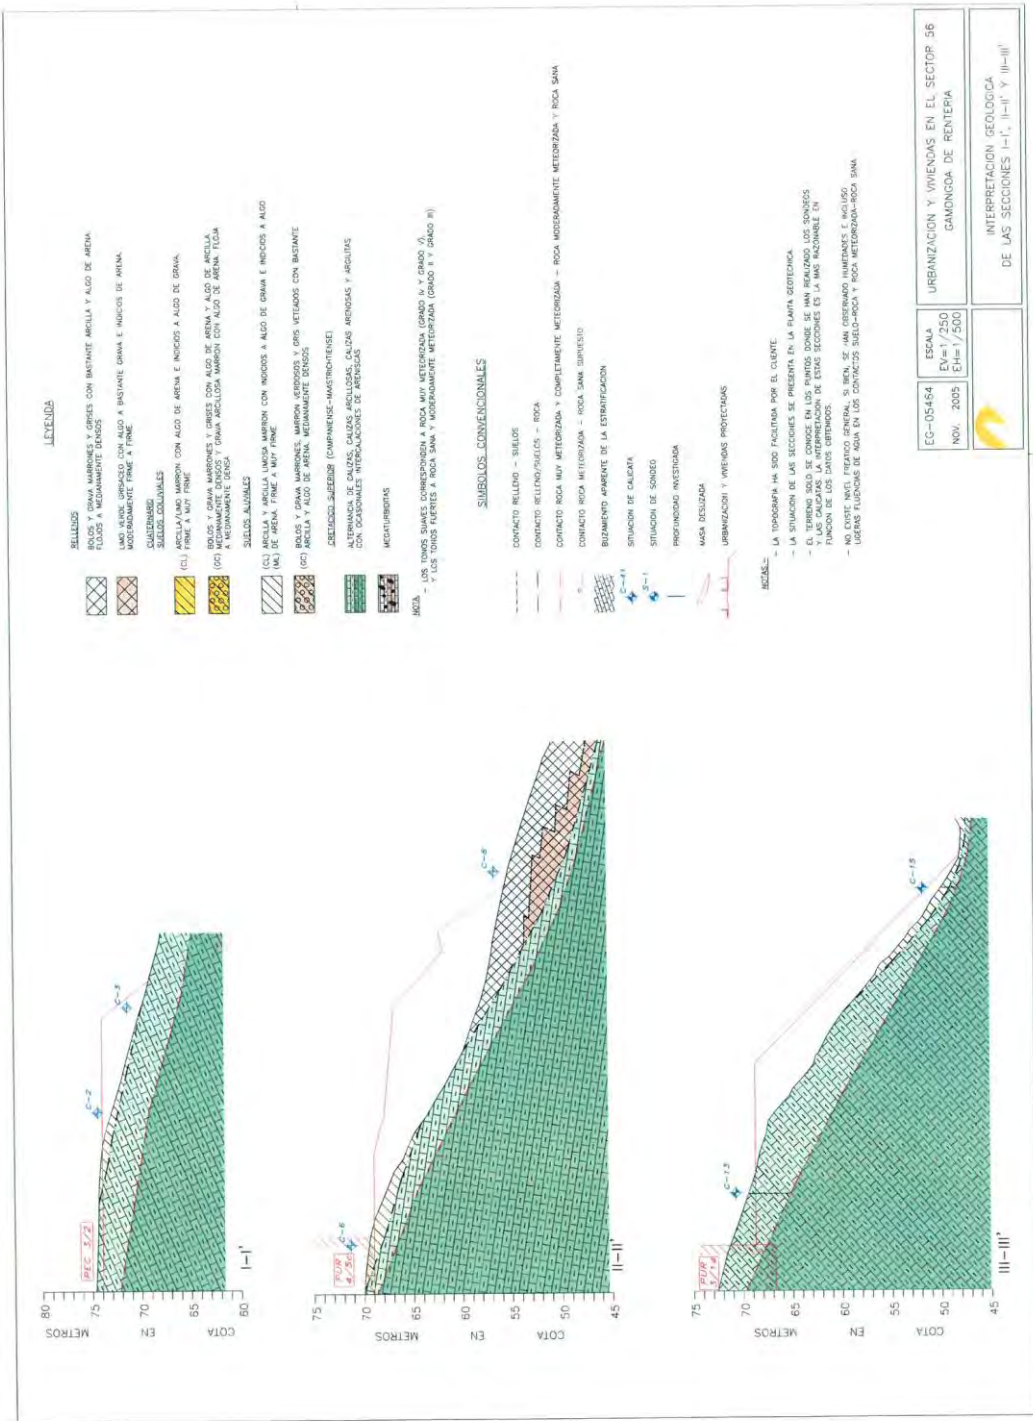 LEYENDA
RELLENOS
BOLOS Y GRAVA MARRONES Y GRISES CON BASTANTE ARCILLA Y ALGO DE ARENA
FLOJOS A MEDIANAMENTE DENSOS
LIMO VERDE GRISACEO CON ALGO A BASTANTE GRAVA E INDICIOS DE ARENA.
MODERADAMENTE FIRME A FIRME.
CUATERNARIO
SUELOS COLUVIALES
(CL) ARCILLA/LIMO MARRON CON ALGO DE ARENA E INDICIOS A ALGO DE GRAVA.
FIRME A MUY FIRME
(GC) BOLOS Y GRAVA MARRONES Y GRISES CON ALGO DE ARENA Y ALGO DE ARCILLA
MEDIANAMENTE DENSOS Y GRAVA ARCILLOSA MARRON CON ALGO DE ARENA. FLOJA
A MEDIANAMENTE DENSA
SUELOS ALUVIALES
(CL) ARCILLA Y ARCILLA LIMOSA MARRON CON INDICIOS A ALGO DE GRAVA E INDICIOS A ALGO
(ML) DE ARENA. FIRME A MUY FIRME.
(GC) BOLOS Y GRAVA MARRONES, MARRON VERDOSOS Y GRIS VETEADOS CON BASTANTE
ARCILLA Y ALGO DE ARENA. MEDIANAMENTE DENSOS
CRETACICO SUPERIOR (CAMPANIENSE-MAASTRICHTIENSE)
ALTERNANCIA DE CALIZAS, CALIZAS ARCILLOSAS, CALIZAS ARENOSAS Y ARGILITAS
CON OCASIONALES INTERCALACIONES DE ARENISCAS
MEGATURBIDITAS
NOTA
- LOS TONOS SUAVES CORRESPONDEN A ROCA MUY METEORIZADA (GRADO IV Y GRADO V),
Y LOS TONOS FUERTES A ROCA SANA Y MODERADAMENTE METEORIZADA (GRADO II Y GRADO III)
SIMBOLOS CONVENCIONALES
CONTACTO RELLENO - SUELOS
CONTACTO RELLENO/SUELOS - ROCA
CONTACTO ROCA MUY METEORIZADA Y COMPLETAMENTE METEORIZADA - ROCA MODERADAMENTE METEORIZADA Y ROCA SANA
CONTACTO ROCA METEORIZADA - ROCA SANA SUPUESTO
BUZAMIENTO APARENTE DE LA ESTRATIFICACION
C-41 SITUACION DE CALICATA
S-1 SITUACION DE SONDEO
PROFUNDIDAD INVESTIGADA
MASA DESLIZADA
URBANIZACION Y VIVIENDAS PROYECTADAS
NOTAS.-
- LA TOPOGRAFIA HA SIDO FACILITADA POR EL CLIENTE.
- LA SITUACION DE LAS SECCIONES SE PRESENTA EN LA PLANTA GEOTECNICA
- EL TERRENO SOLO SE CONOCE EN LOS PUNTOS DONDE SE HAN REALIZADO LOS SONDEOS
Y LAS CALICATAS. LA INTERPRETACION DE ESTAS SECCIONES ES LA MAS RAZONABLE EN
FUNCION DE LOS DATOS OBTENIDOS.
- NO EXISTE NIVEL FREATICO GENERAL, SI BIEN, SE HAN OBSERVADO HUMEDADES E INCLUSO
LIGERAS FLUENCIAS DE AGUA EN LOS CONTACTOS SUELO-ROCA Y ROCA METEORIZADA-ROCA SANA
80
75
70
65
60
COTA EN METROS
PEC 3/2
C-2
C-3
I-I'
75
70
65
60
55
50
45
COTA EN METROS
PUR
C-6
C-8
II-II'
75
70
65
60
55
50
45
COTA EN METROS
PUR
C-13
C-15
III-III'
EG-05464
NOV. 2005
ESCALA
EV=1/250
EH=1/500
URBANIZACION Y VIVIENDAS EN EL SECTOR 56
GAMONGOA DE RENTERIA
INTERPRETACION GEOLOGICA
DE LAS SECCIONES I-I', II-II' Y III-III'